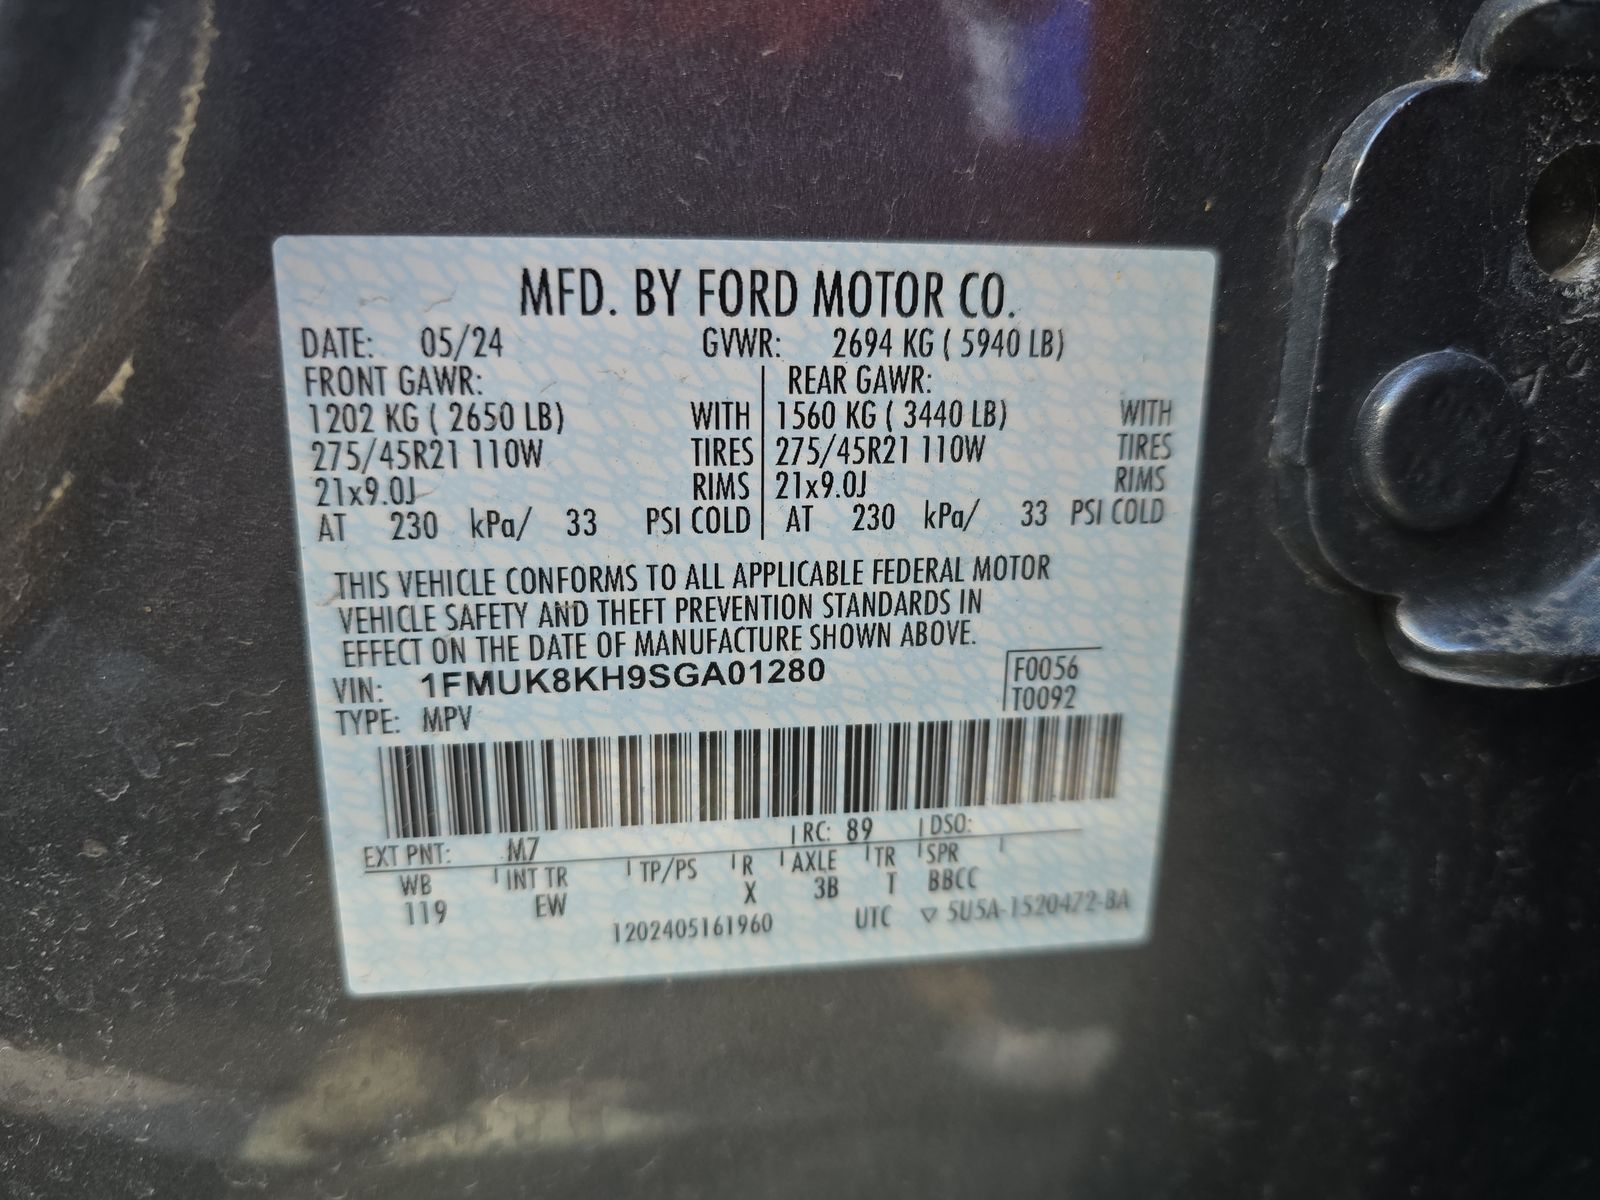 MFD. BY FORD MOTOR CO.
DATE: 05/24 GVWR: 2694 KG ( 5940 LB)
FRONT GAWR: REAR GAWR:
1202 KG ( 2650 LB) WITH 1560 KG ( 3440 LB) WITH
275/45R21 110W TIRES 275/45R21 110W TIRES
21x9.0J RIMS 21x9.0J RIMS
AT 230 kPa/ 33 PSI COLD AT 230 kPa/ 33 PSI COLD
THIS VEHICLE CONFORMS TO ALL APPLICABLE FEDERAL MOTOR
VEHICLE SAFETY AND THEFT PREVENTION STANDARDS IN
EFFECT ON THE DATE OF MANUFACTURE SHOWN ABOVE.
VIN: 1FMUK8KH9SGA01280 F0056
TYPE: MPV T0092
EXT PNT: M7 RC: 89 DSO:
WB INT TR TP/PS R AXLE TR SPR
119 EW X 3B T BBCC
1202405161960 UTC ▽ 5U5A-1520472-BA